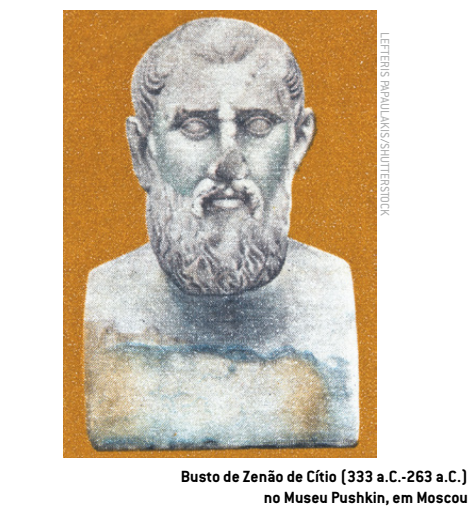 LEFTERIS PAPAULAKIS/SHUTTERSTOCK
Busto de Zenão de Cítio (333 a.C.-263 a.C.)
no Museu Pushkin, em Moscou